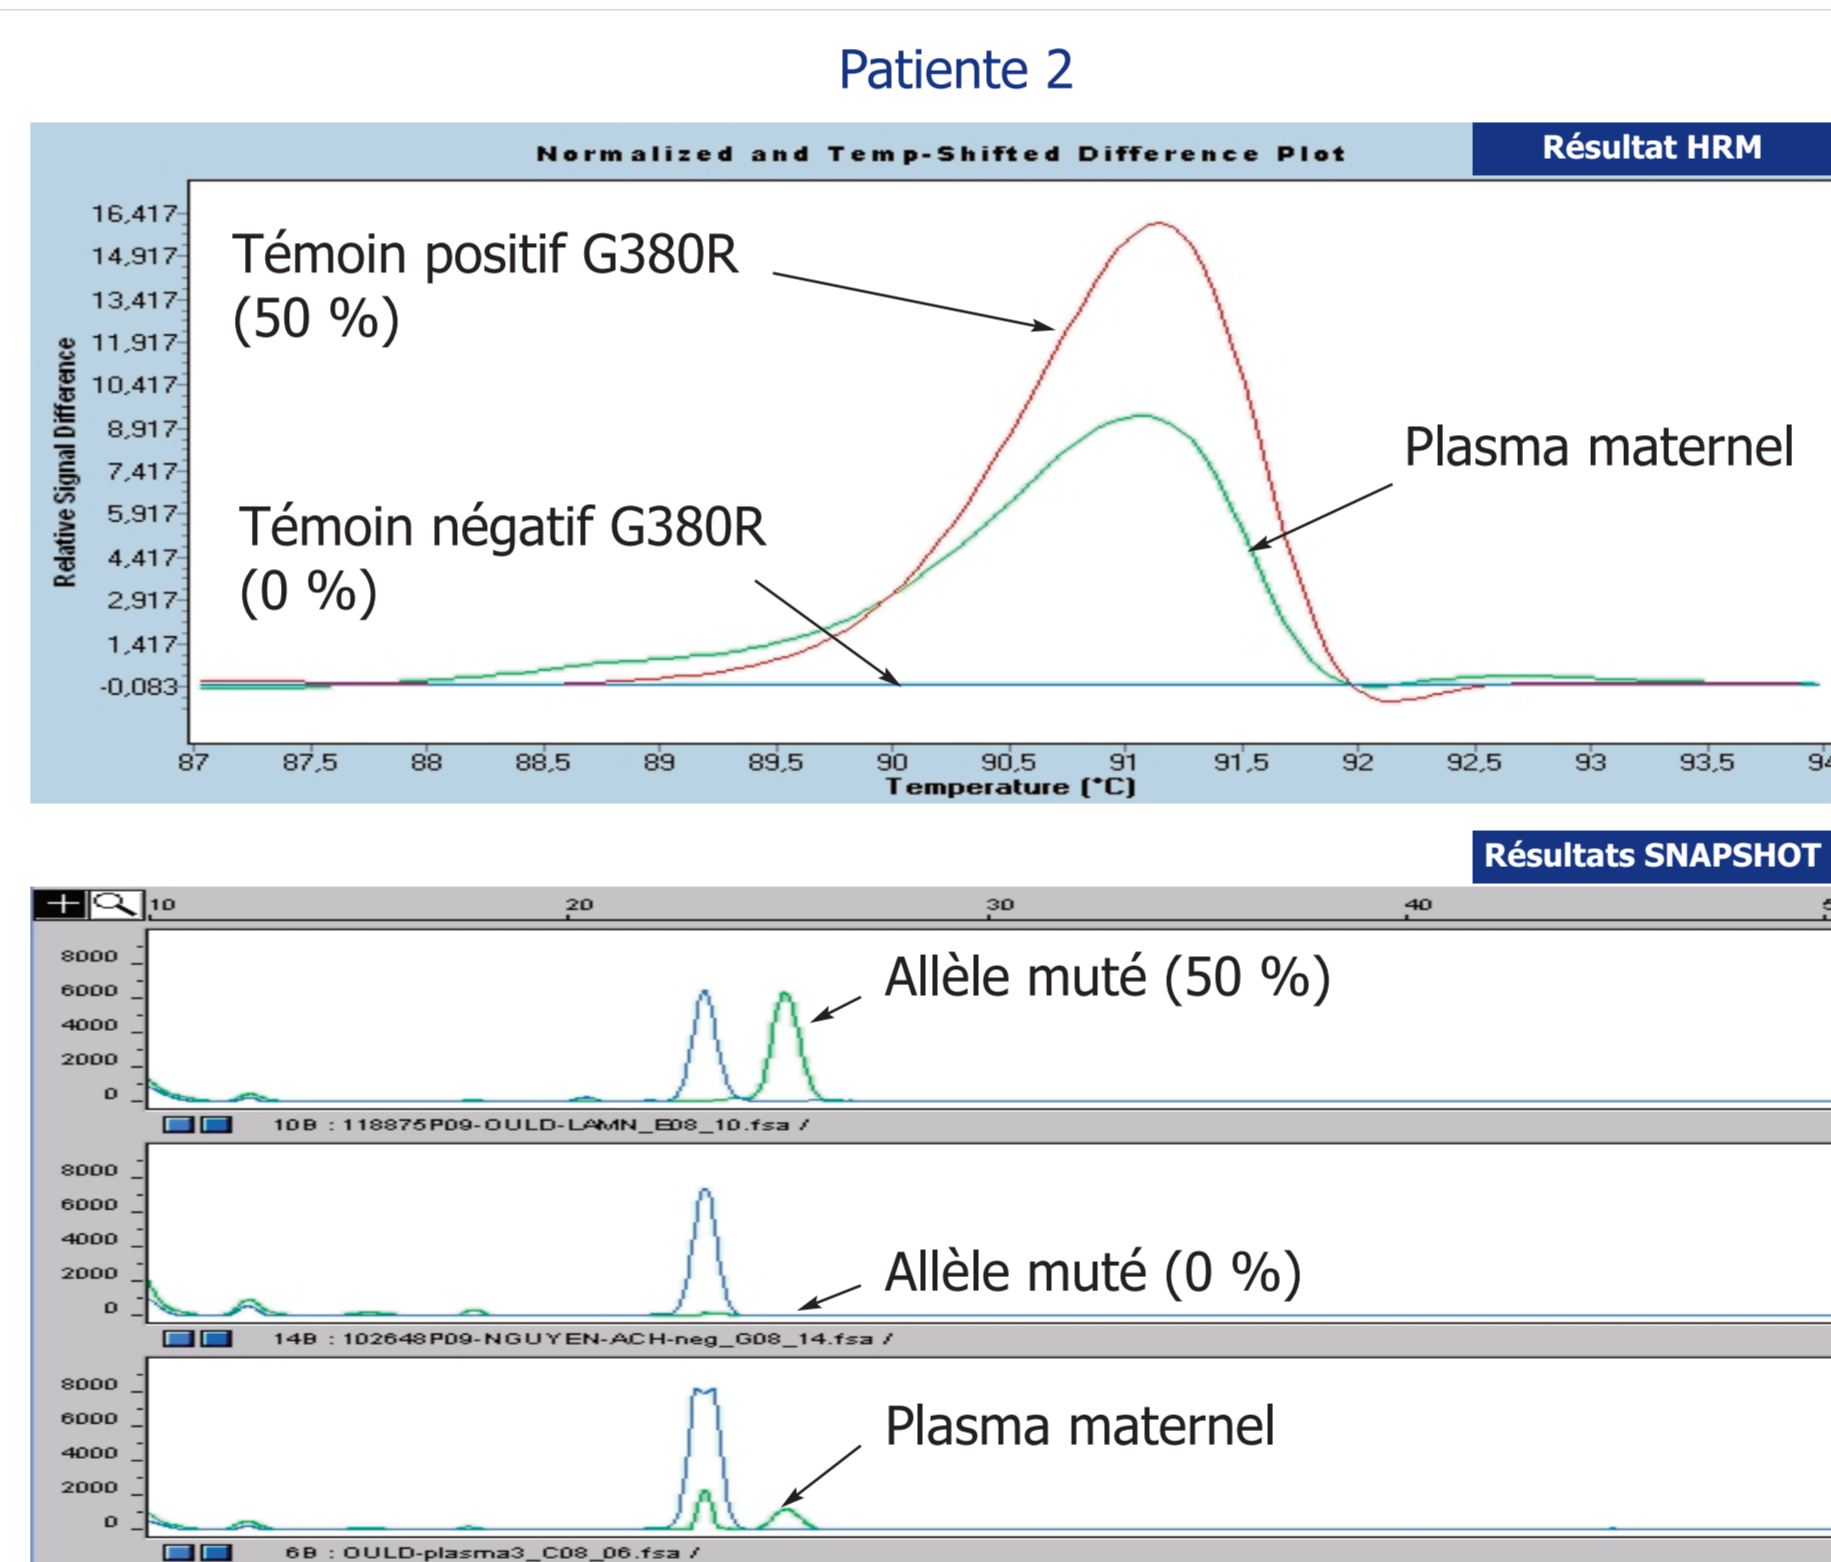 Patiente 2
Normalized and Temp-Shifted Difference Plot
Résultat HRM
Relative Signal Difference
16,417
14,917
13,417
11,917
10,417
8,917
7,417
5,917
4,417
2,917
1,417
-0,083
Témoin positif G380R
(50 %)
Plasma maternel
Témoin négatif G380R
(0 %)
87 87,5 88 88,5 89 89,5 90 90,5 91 91,5 92 92,5 93 93,5
Temperature (°C)
Résultats SNAPSHOT
10 20 30 40
8000
6000
4000
2000
0
Allèle muté (50 %)
10B : 118875P09-OULD-LAMN_E08_10.fsa /
8000
6000
4000
2000
0
Allèle muté (0 %)
14B : 102648P09-NGUYEN-ACH-neg_G08_14.fsa /
8000
6000
4000
2000
0
Plasma maternel
6B : OULD-plasma3_C08_06.fsa /